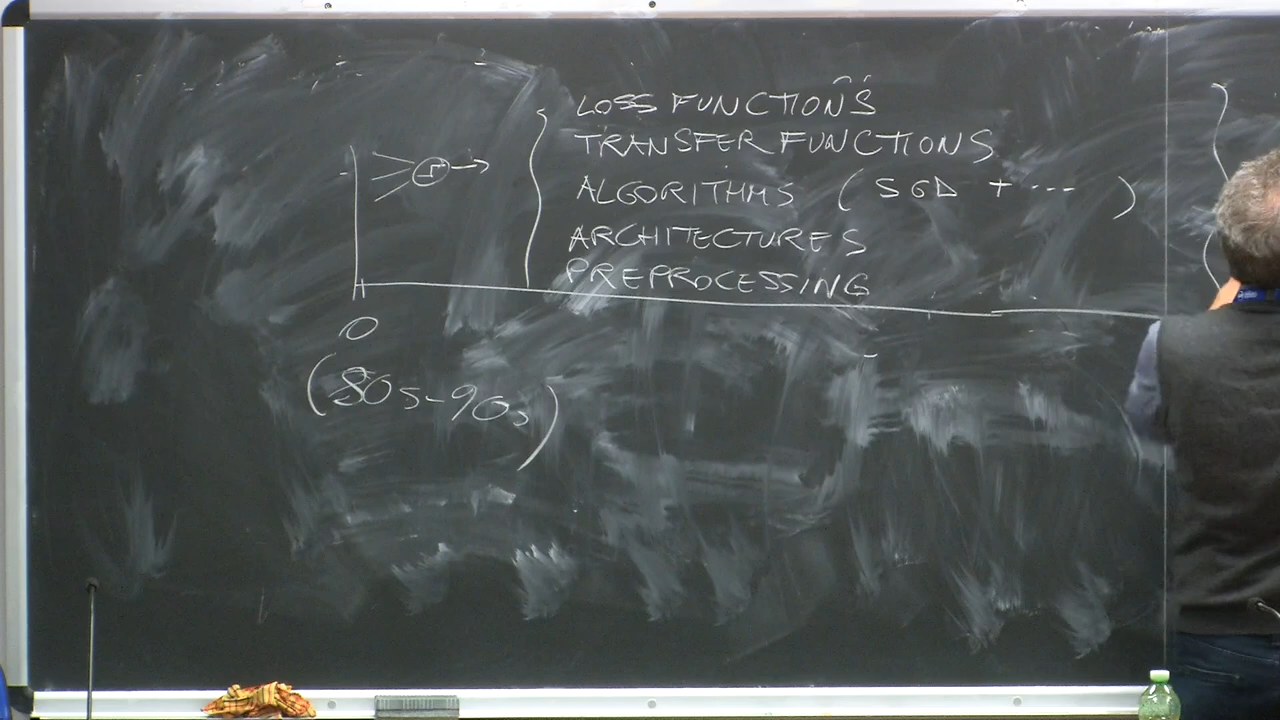 LOSS FUNCTIONS
TRANSFER FUNCTIONS
ALGORITHMS (SGD + ... )
ARCHITECTURES
PREPROCESSING
0
(80s-90s)